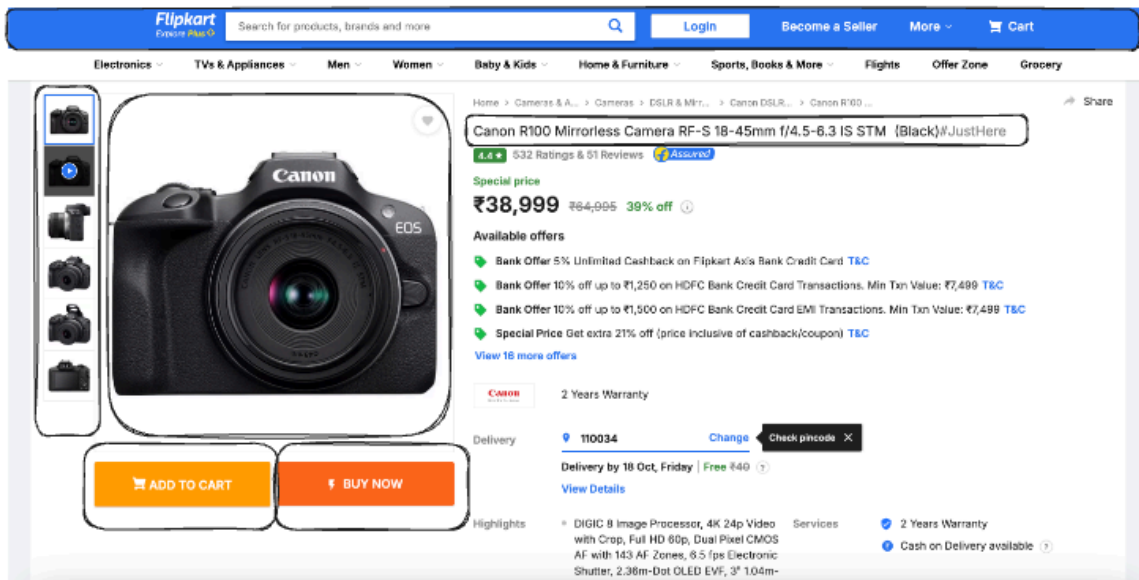 Flipkart
Explore Plus
Search for products, brands and more
Login
Become a Seller
More
Cart
Electronics
TVs & Appliances
Men
Women
Baby & Kids
Home & Furniture
Sports, Books & More
Flights
Offer Zone
Grocery
Home > Cameras & A... > Cameras > DSLR & Mirr... > Canon DSLR... > Canon R100 ...
Share
Canon R100 Mirrorless Camera RF-S 18-45mm f/4.5-6.3 IS STM (Black)#JustHere
4.4 ★ 532 Ratings & 51 Reviews Assured
Special price
₹38,999 ₹64,995 39% off
Available offers
Bank Offer 5% Unlimited Cashback on Flipkart Axis Bank Credit Card T&C
Bank Offer 10% off up to ₹1,250 on HDFC Bank Credit Card Transactions. Min Txn Value: ₹7,499 T&C
Bank Offer 10% off up to ₹1,500 on HDFC Bank Credit Card EMI Transactions. Min Txn Value: ₹7,499 T&C
Special Price Get extra 21% off (price inclusive of cashback/coupon) T&C
View 16 more offers
Canon
EOS
Canon
2 Years Warranty
Delivery
110034
Change
Check pincode X
Delivery by 18 Oct, Friday | Free ₹40 ?
View Details
ADD TO CART
BUY NOW
Highlights
DIGIC 8 Image Processor, 4K 24p Video
with Crop, Full HD 60p, Dual Pixel CMOS
AF with 143 AF Zones, 6.5 fps Electronic
Shutter, 2.36m-Dot OLED EVF, 3" 1.04m-
Services
2 Years Warranty
Cash on Delivery available ?